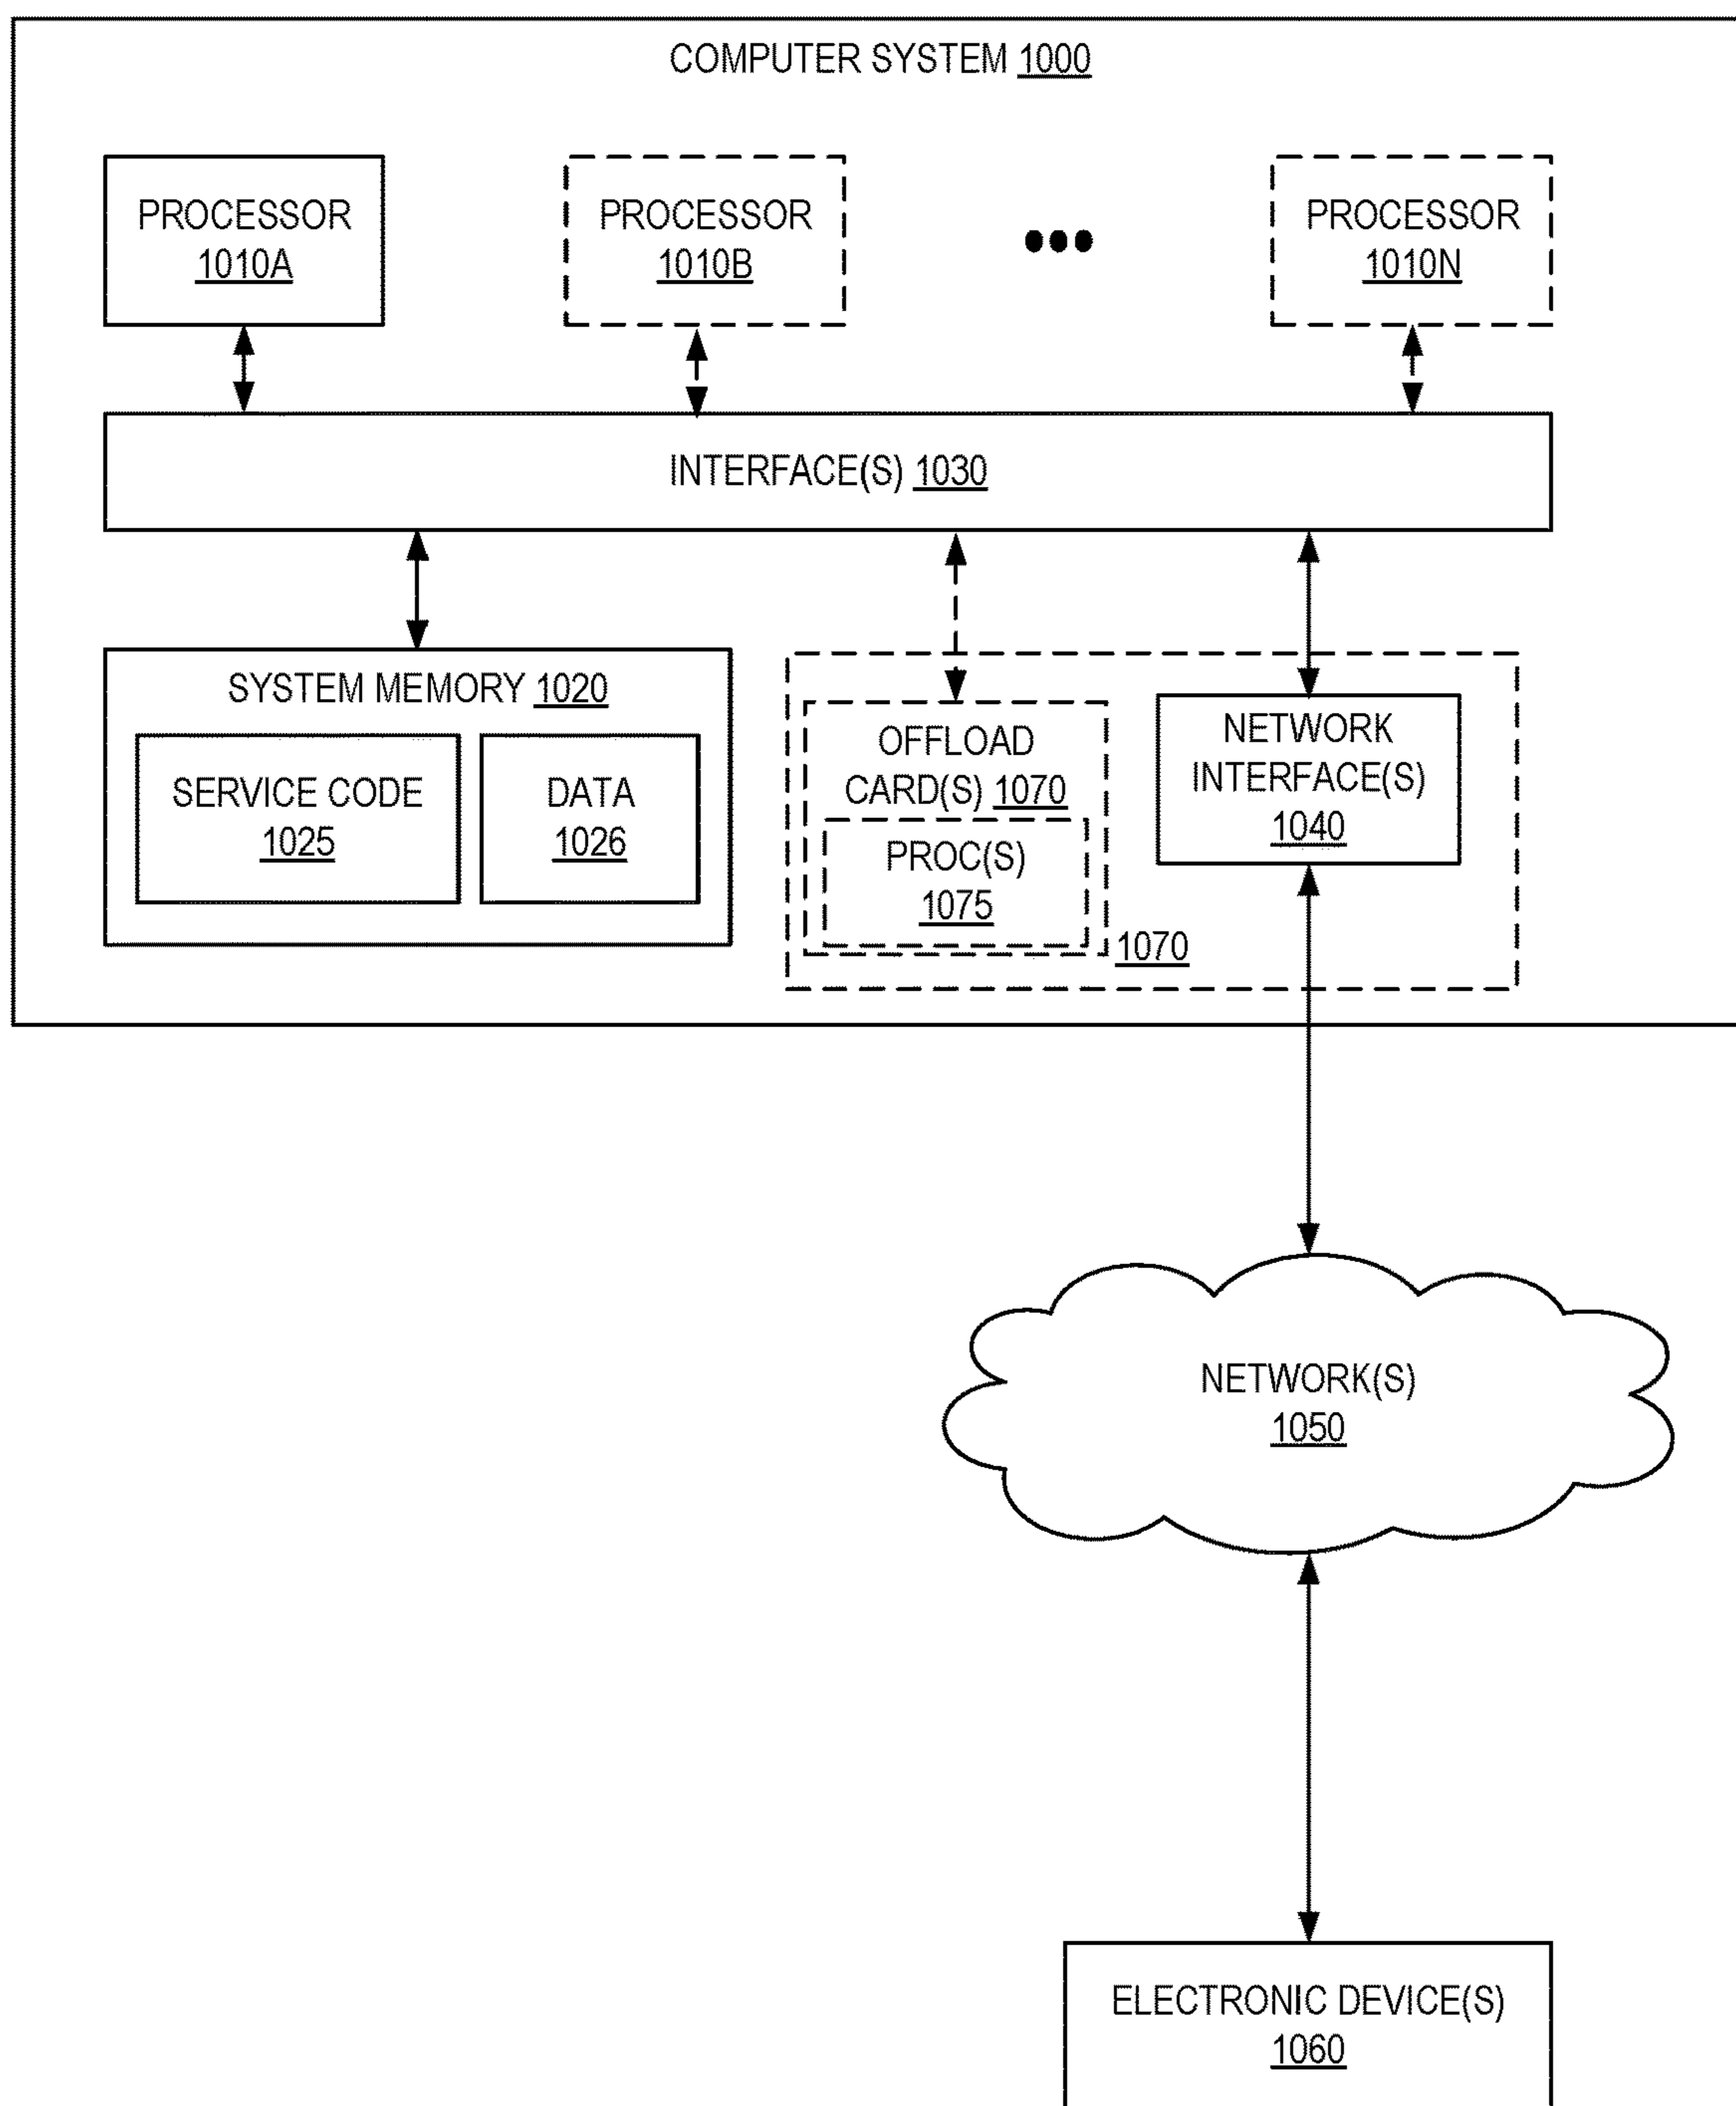 COMPUTER SYSTEM 1000
PROCESSOR
1010A
PROCESSOR
1010B
PROCESSOR
1010N
INTERFACE(S) 1030
SYSTEM MEMORY 1020
SERVICE CODE
1025
DATA
1026
OFFLOAD
CARD(S) 1070
PROC(S)
1075
1070
NETWORK
INTERFACE(S)
1040
NETWORK(S)
1050
ELECTRONIC DEVICE(S)
1060